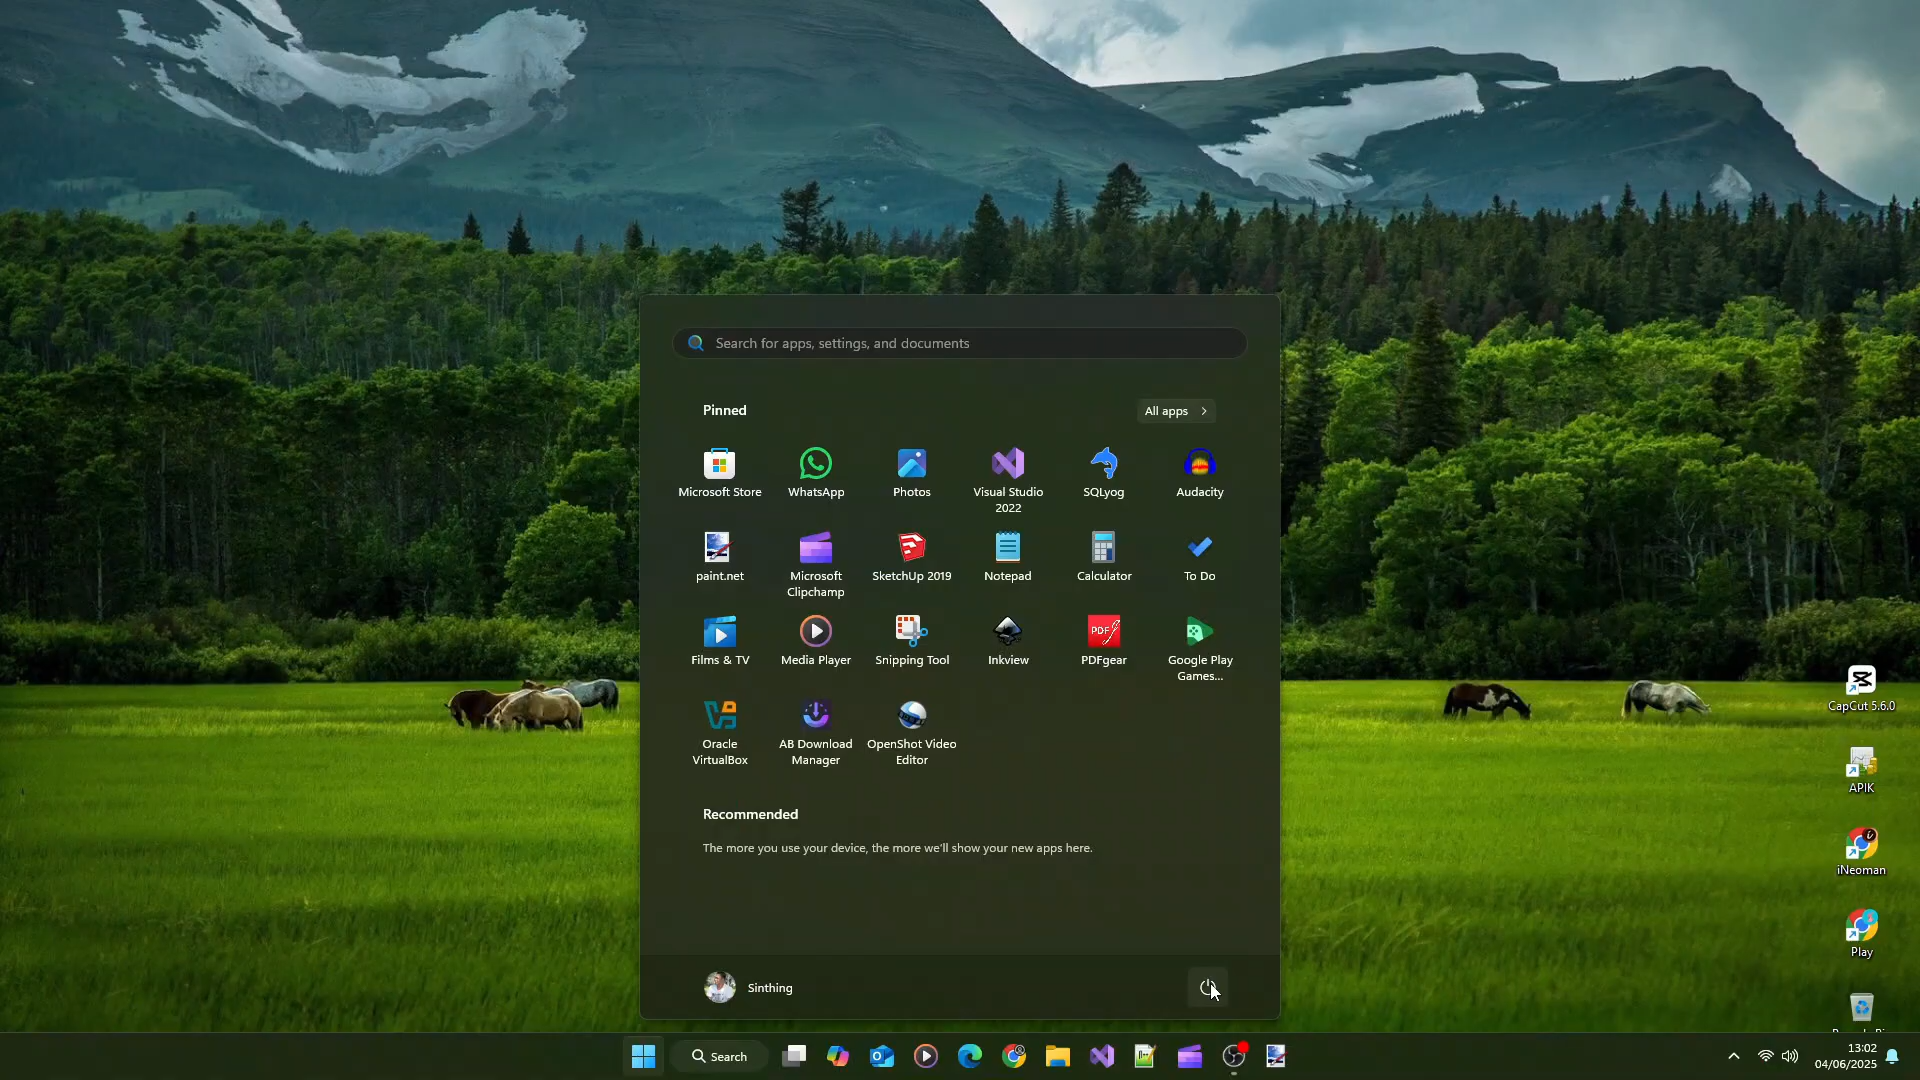 Search for apps, settings, and documents
Pinned
All apps
Microsoft Store
WhatsApp
Photos
Visual Studio
2022
SQLyog
Audacity
paint.net
Microsoft
Clipchamp
SketchUp 2019
Notepad
Calculator
To Do
Films & TV
Media Player
Snipping Tool
Inkview
PDF
PDFgear
Google Play
Games...
Oracle
VirtualBox
AB Download
Manager
OpenShot Video
Editor
Recommended
The more you use your device, the more we'll show your new apps here.
Sinthing
CapCut 5.6.0
APIK
iNeoman
Play
Search
13:02
04/06/2025